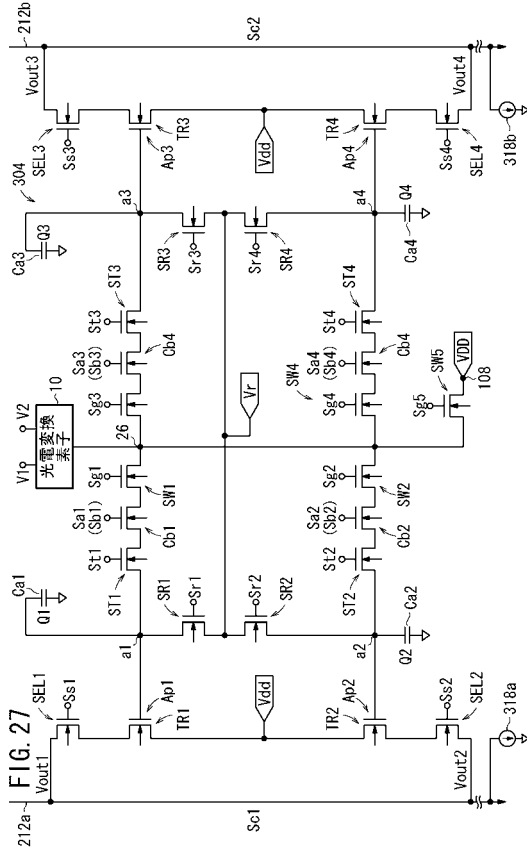 FIG. 27
212a
212b
Sc1
Sc2
Vout1
Vout3
SEL1
Ss1
SEL3
Ss3
304
V1
V2
10
光電変換
素子
Ca1
Q1
Ca3
Q3
Ap1
TR1
a1
ST1
St1
Sa1
(Sb1)
Cb1
Sg1
SW1
26
Sg3
Sa3
(Sb3)
Cb4
St3
ST3
a3
Ap3
TR3
SR1
Sr1
SR3
Sr3
Vdd
Vr
Vdd
Sr2
SR2
Sr4
SR4
Ap2
TR2
a2
ST2
St2
Sa2
(Sb2)
Cb2
Sg2
SW2
SW4
Sg4
Sa4
(Sb4)
Cb4
St4
ST4
a4
Ap4
TR4
Q2
Ca2
Sg5
SW5
VDD
108
Q4
Ca4
Ss2
SEL2
Ss4
SEL4
Vout2
Vout4
318a
318b